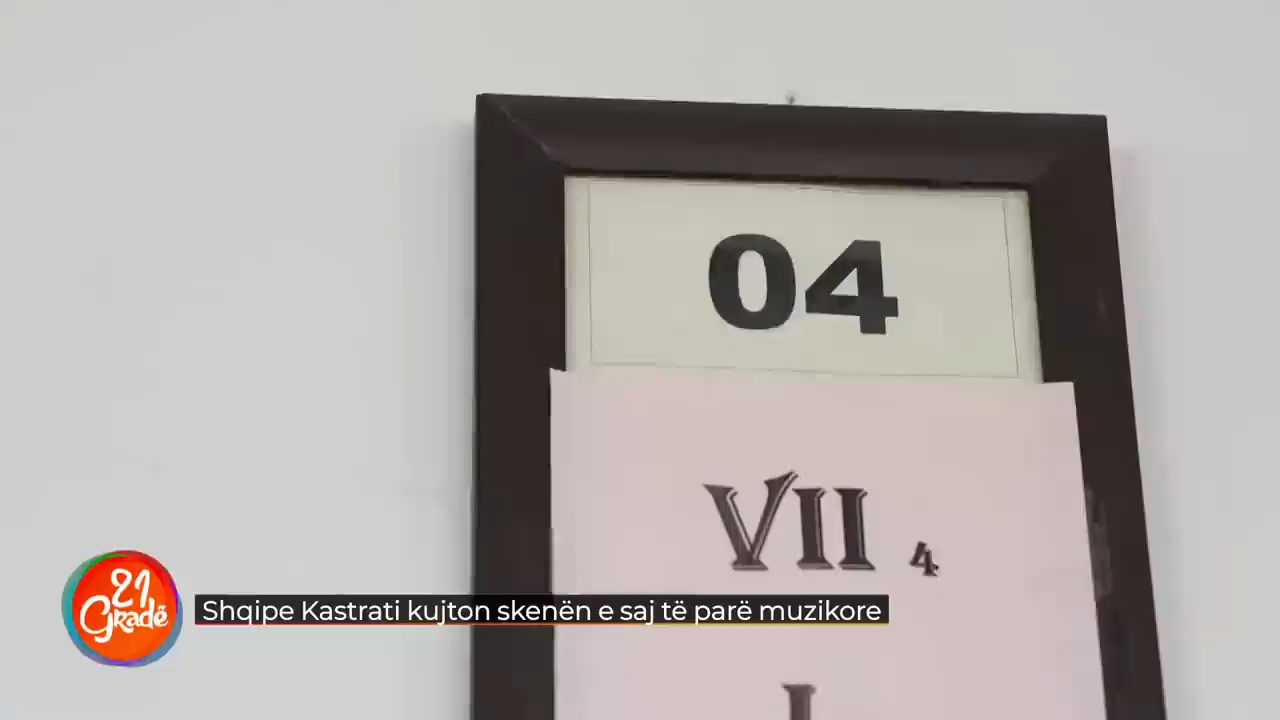 04
VII 4
I
21
Gradë
Shqipe Kastrati kujton skenën e saj të parë muzikore